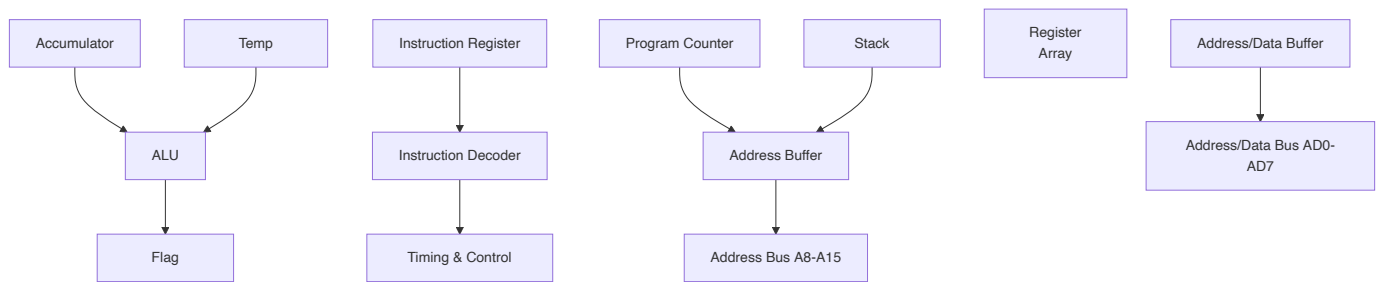 Accumulator
Temp
Instruction Register
Program Counter
Stack
Register
Array
Address/Data Buffer
ALU
Instruction Decoder
Address Buffer
Address/Data Bus AD0-
AD7
Flag
Timing & Control
Address Bus A8-A15